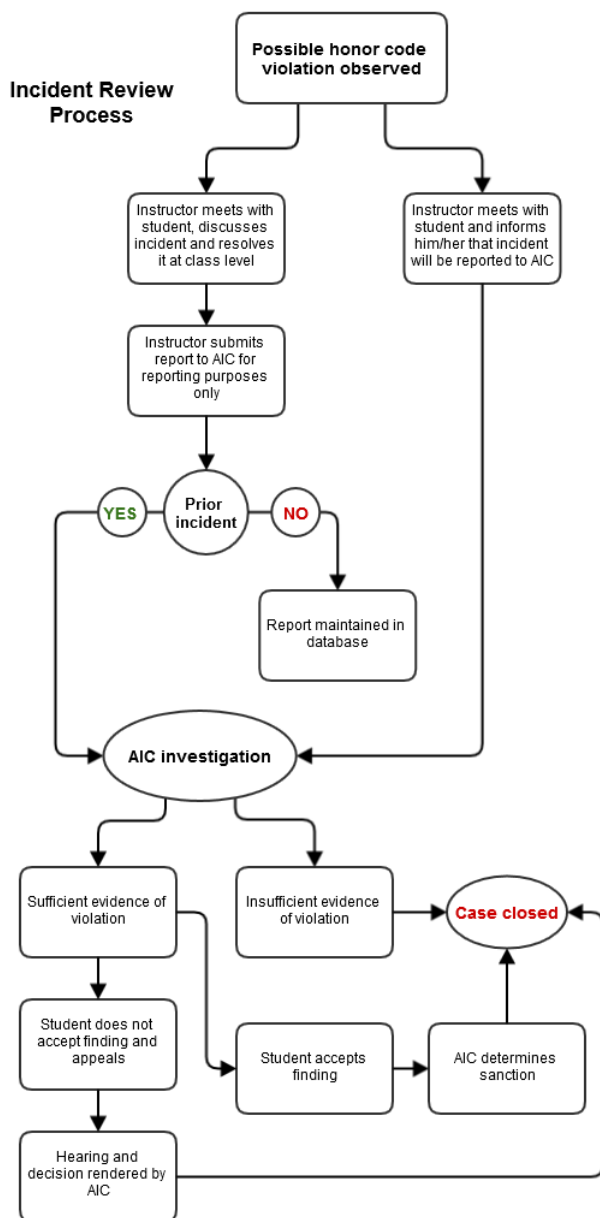 Possible honor code
violation observed
Incident Review
Process
Instructor meets with
student, discusses
incident and resolves
it at class level
Instructor meets with
student and informs
him/her that incident
will be reported to AIC
Instructor submits
report to AIC for
reporting purposes
only
YES
Prior
incident
NO
Report maintained in
database
AIC investigation
Sufficient evidence of
violation
Insufficient evidence
of violation
Case closed
Student does not
accept finding and
appeals
Student accepts
finding
AIC determines
sanction
Hearing and
decision rendered by
AIC